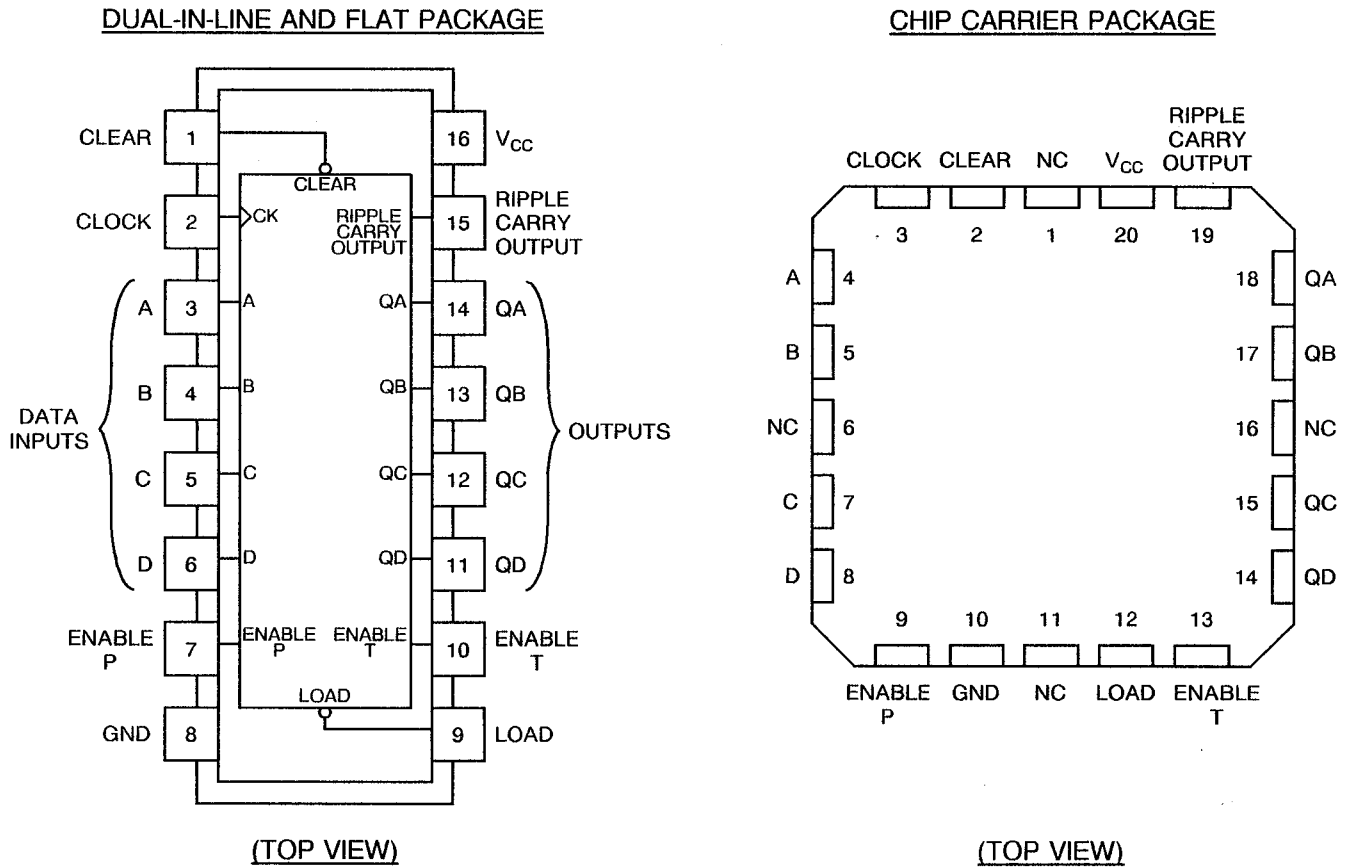 DUAL-IN-LINE AND FLAT PACKAGE
CLEAR
1
16
VCC
CLEAR
CLOCK
2
CK
RIPPLE
CARRY
OUTPUT
15
RIPPLE
CARRY
OUTPUT
A
3
A
QA
14
QA
B
4
B
QB
13
QB
DATA
INPUTS
OUTPUTS
C
5
C
QC
12
QC
D
6
D
QD
11
QD
ENABLE
P
7
ENABLE
P
ENABLE
T
10
ENABLE
T
LOAD
GND
8
9
LOAD
(TOP VIEW)
CHIP CARRIER PACKAGE
CLOCK
CLEAR
NC
VCC
RIPPLE
CARRY
OUTPUT
3
2
1
20
19
A
4
18
QA
B
5
17
QB
NC
6
16
NC
C
7
15
QC
D
8
14
QD
9
10
11
12
13
ENABLE
P
GND
NC
LOAD
ENABLE
T
(TOP VIEW)